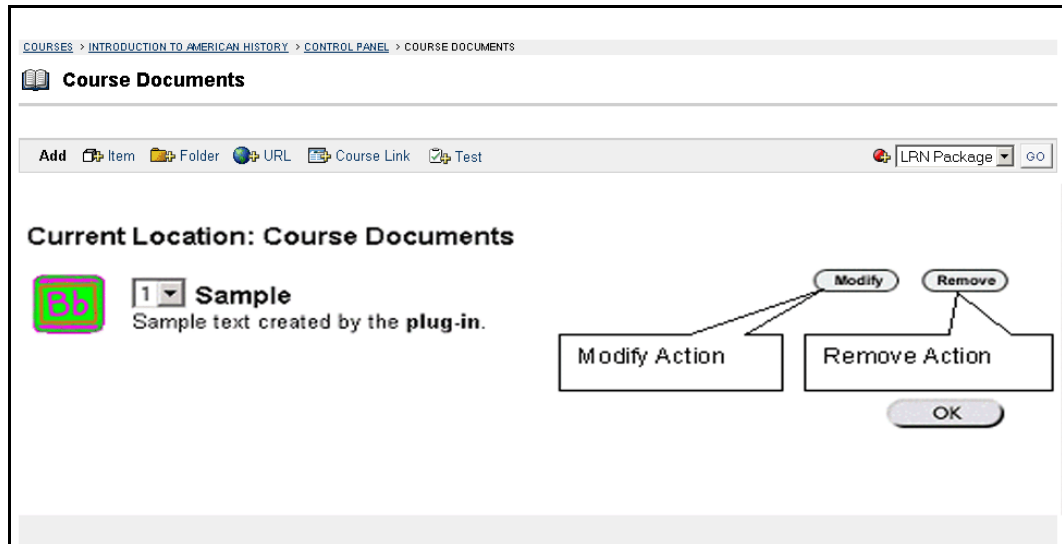 COURSES > INTRODUCTION TO AMERICAN HISTORY > CONTROL PANEL > COURSE DOCUMENTS
Course Documents
Add Item Folder URL Course Link Test LRN Package GO
Current Location: Course Documents
Bb 1 Sample Modify Remove
Sample text created by the plug-in.
Modify Action Remove Action
OK